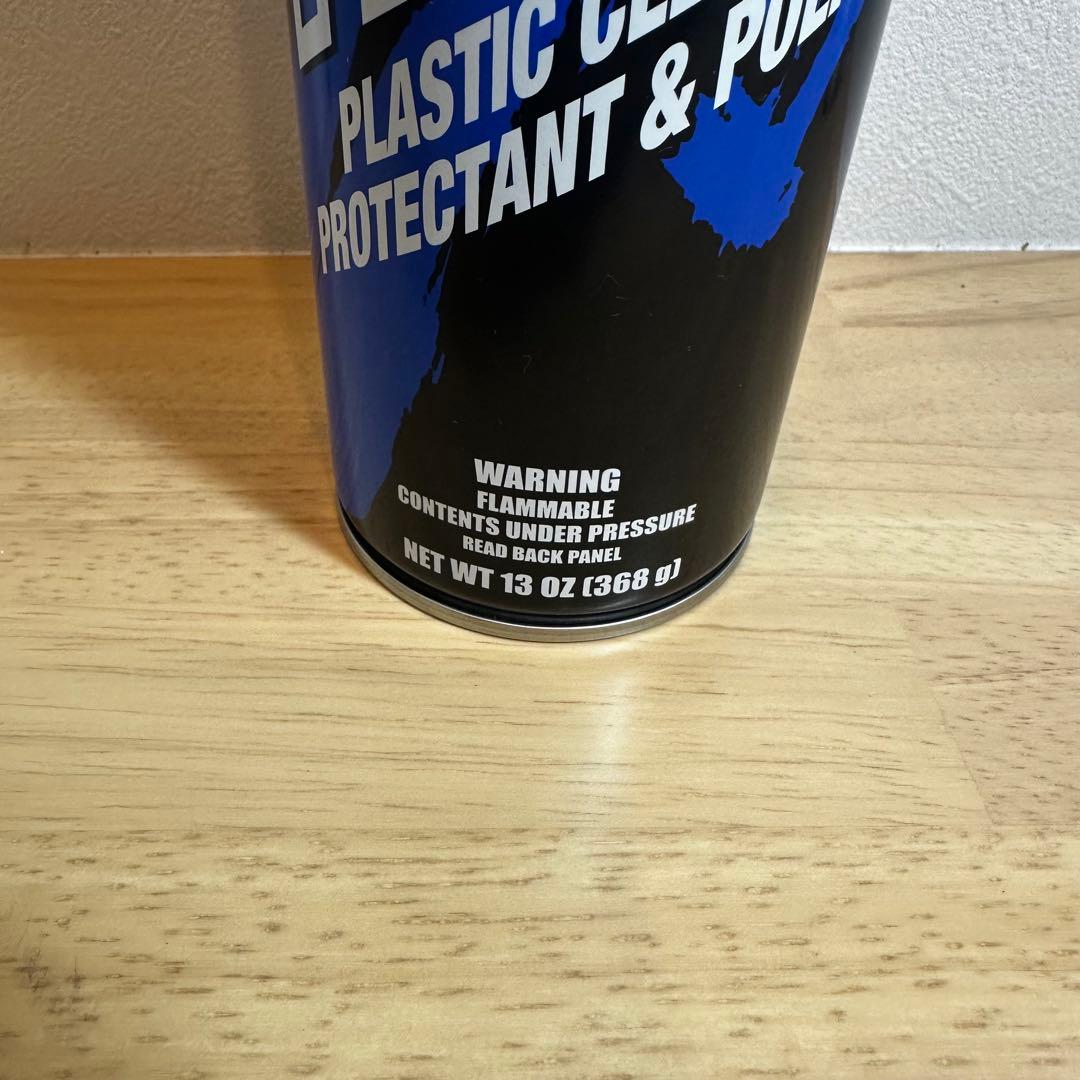 PLASTIC
PROTECTANT &
WARNING
FLAMMABLE
CONTENTS UNDER PRESSURE
READ BACK PANEL
NET WT 13 OZ (368 g)